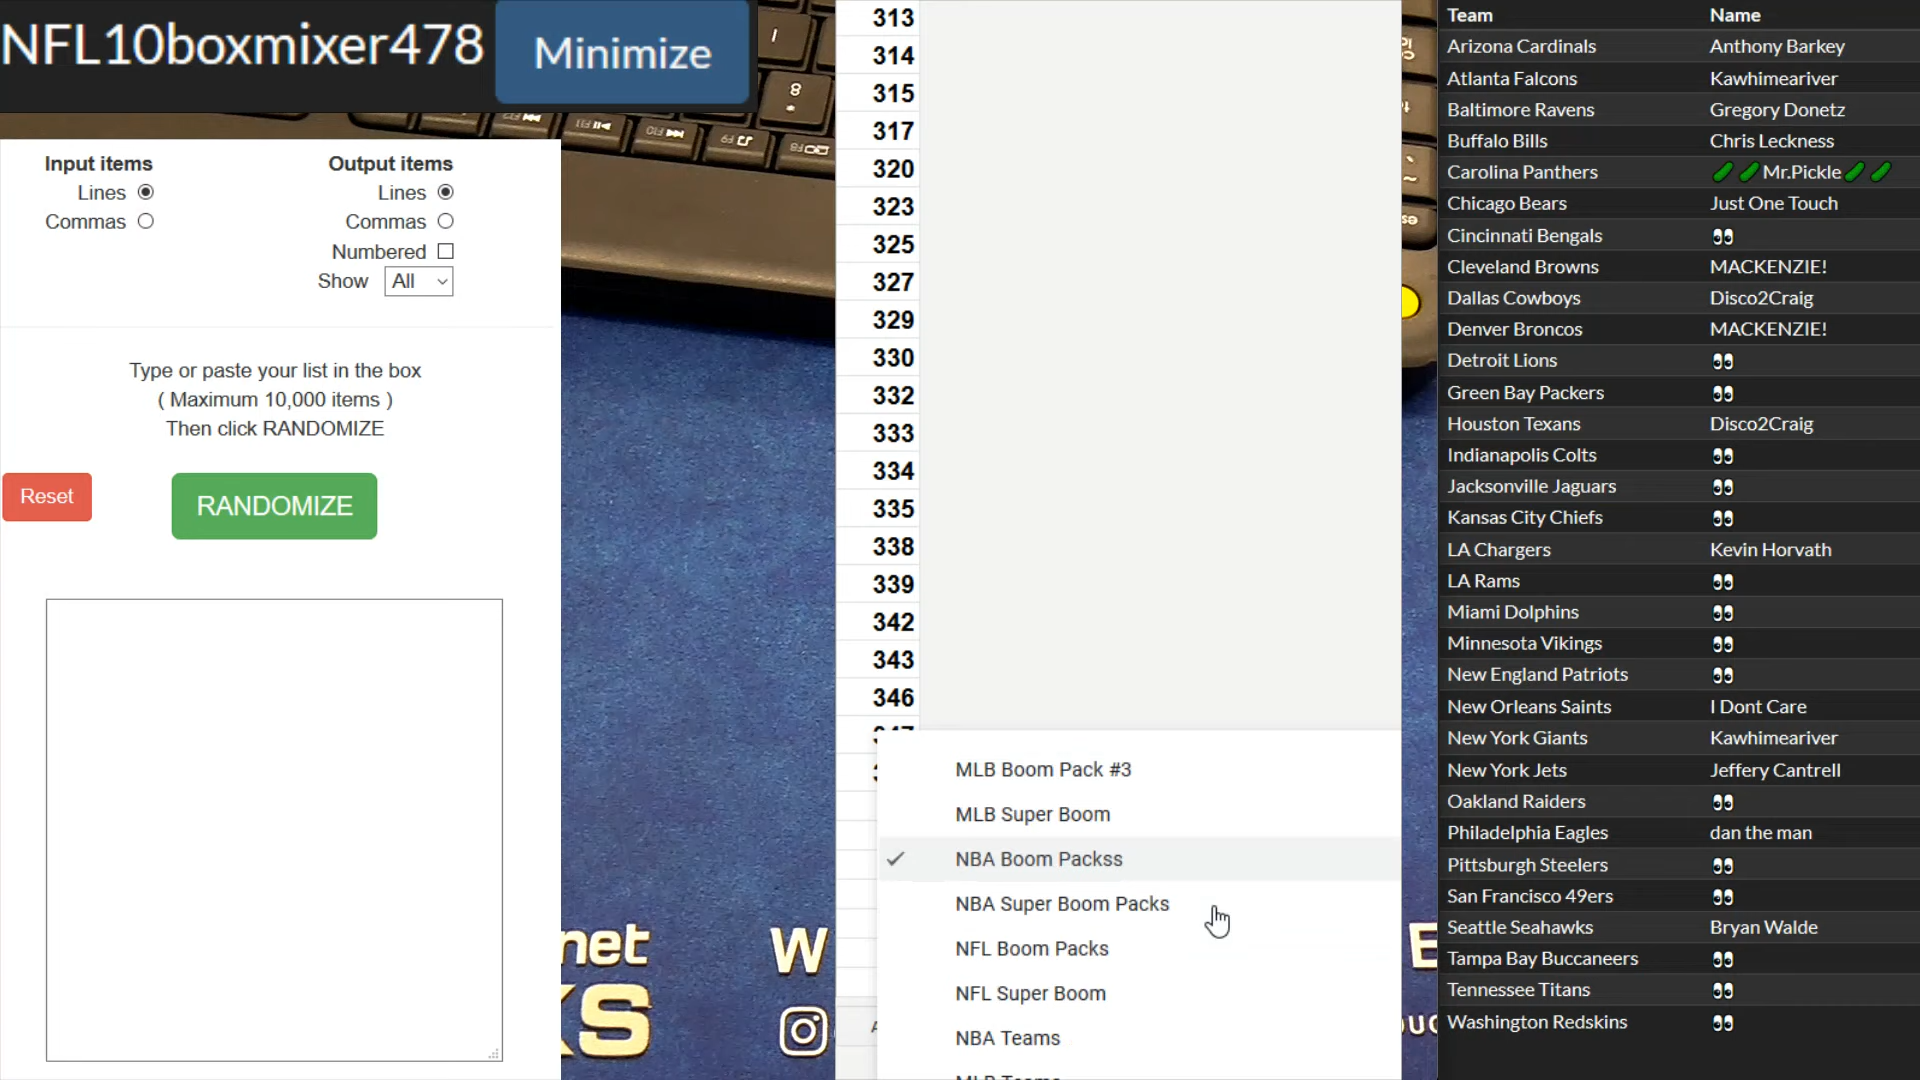 NFL10boxmixer478
Minimize
Input items
Lines
Commas
Output items
Lines
Commas
Numbered
Show All
Type or paste your list in the box
( Maximum 10,000 items )
Then click RANDOMIZE
Reset
RANDOMIZE
313
314
315
317
320
323
325
327
329
330
332
333
334
335
338
339
342
343
346
347
MLB Boom Pack #3
MLB Super Boom
NBA Boom Packss
NBA Super Boom Packs
NFL Boom Packs
NFL Super Boom
NBA Teams
MLB Teams
net
W
Team Name
Arizona Cardinals Anthony Barkey
Atlanta Falcons Kawhimeariver
Baltimore Ravens Gregory Donetz
Buffalo Bills Chris Leckness
Carolina Panthers 🥒🥒Mr.Pickle🥒🥒
Chicago Bears Just One Touch
Cincinnati Bengals 👀
Cleveland Browns MACKENZIE!
Dallas Cowboys Disco2Craig
Denver Broncos MACKENZIE!
Detroit Lions 👀
Green Bay Packers 👀
Houston Texans Disco2Craig
Indianapolis Colts 👀
Jacksonville Jaguars 👀
Kansas City Chiefs 👀
LA Chargers Kevin Horvath
LA Rams 👀
Miami Dolphins 👀
Minnesota Vikings 👀
New England Patriots 👀
New Orleans Saints I Dont Care
New York Giants Kawhimeariver
New York Jets Jeffery Cantrell
Oakland Raiders 👀
Philadelphia Eagles dan the man
Pittsburgh Steelers 👀
San Francisco 49ers 👀
Seattle Seahawks Bryan Walde
Tampa Bay Buccaneers 👀
Tennessee Titans 👀
Washington Redskins 👀